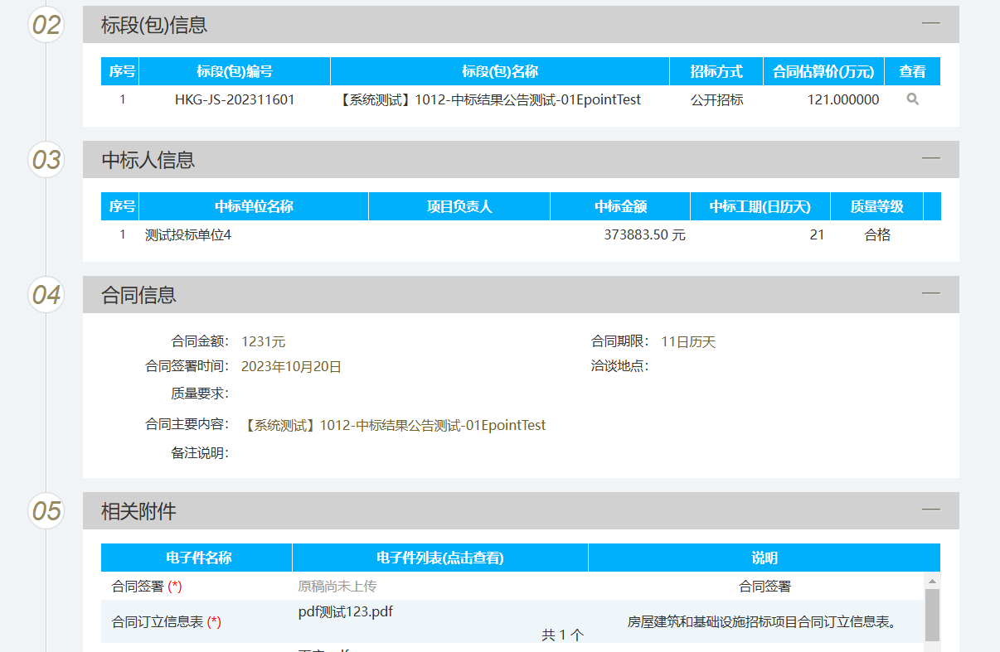 02 标段(包)信息
序号 标段(包)编号 标段(包)名称 招标方式 合同估算价(万元) 查看
1 HKG-JS-202311601 【系统测试】1012-中标结果公告测试-01EpointTest 公开招标 121.000000
03 中标人信息
序号 中标单位名称 项目负责人 中标金额 中标工期(日历天) 质量等级
1 测试投标单位4 373883.50 元 21 合格
04 合同信息
合同金额: 1231元 合同期限: 11日历天
合同签署时间: 2023年10月20日 洽谈地点:
质量要求:
合同主要内容: 【系统测试】1012-中标结果公告测试-01EpointTest
备注说明:
05 相关附件
电子件名称 电子件列表(点击查看) 说明
合同签署 (*) 原稿尚未上传 合同签署
合同订立信息表 (*) pdf测试123.pdf 房屋建筑和基础设施招标项目合同订立信息表。
共 1 个